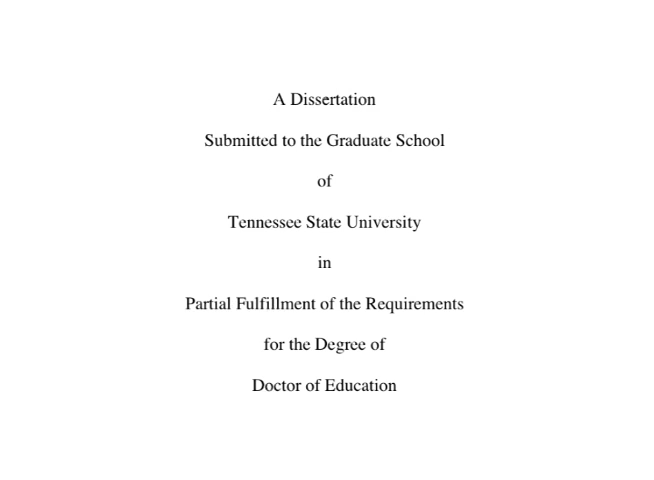 A Dissertation
Submitted to the Graduate School
of
Tennessee State University
in
Partial Fulfillment of the Requirements
for the Degree of
Doctor of Education